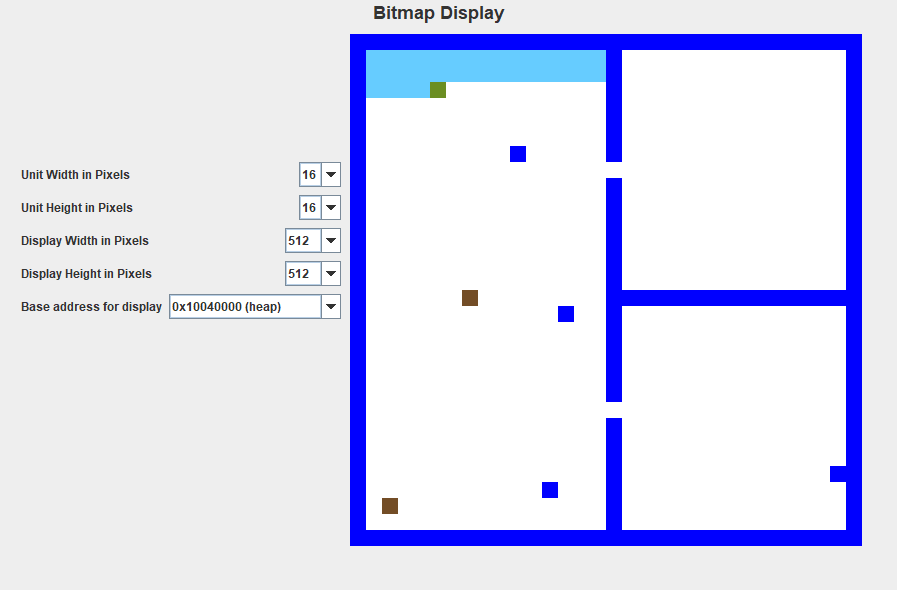 Bitmap Display
Unit Width in Pixels 16
Unit Height in Pixels 16
Display Width in Pixels 512
Display Height in Pixels 512
Base address for display 0x10040000 (heap)